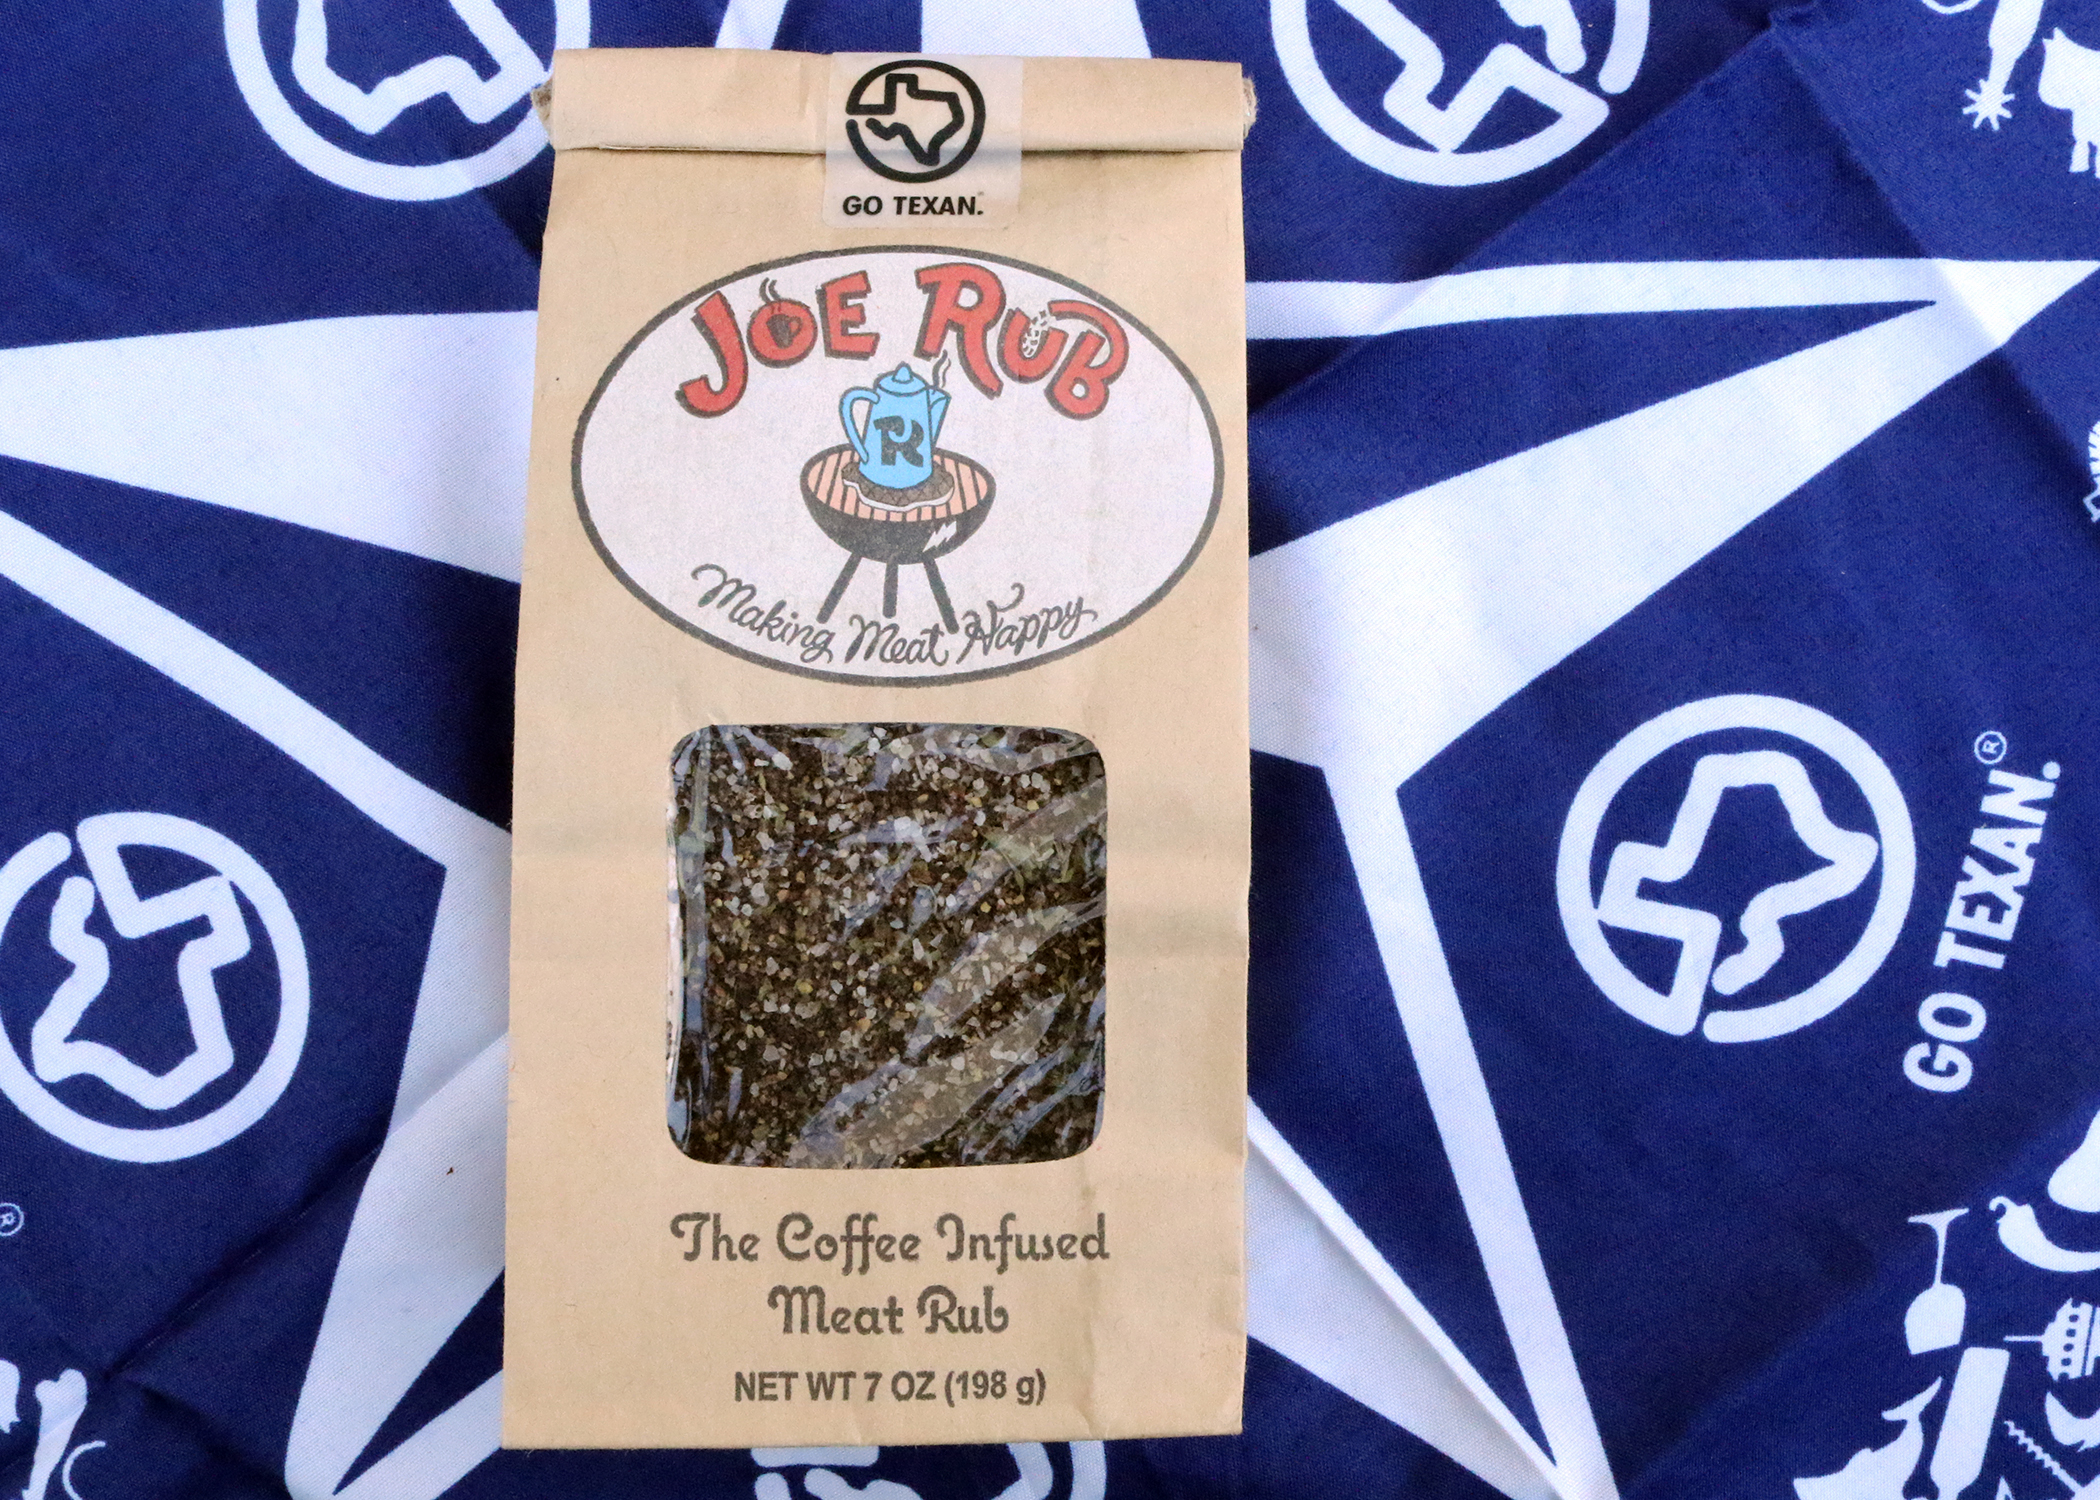 GO TEXAN.
JOE RUB
R
Making Meat Happy
The Coffee Infused
Meat Rub
NET WT 7 OZ (198 g)
GO TEXAN.®
®